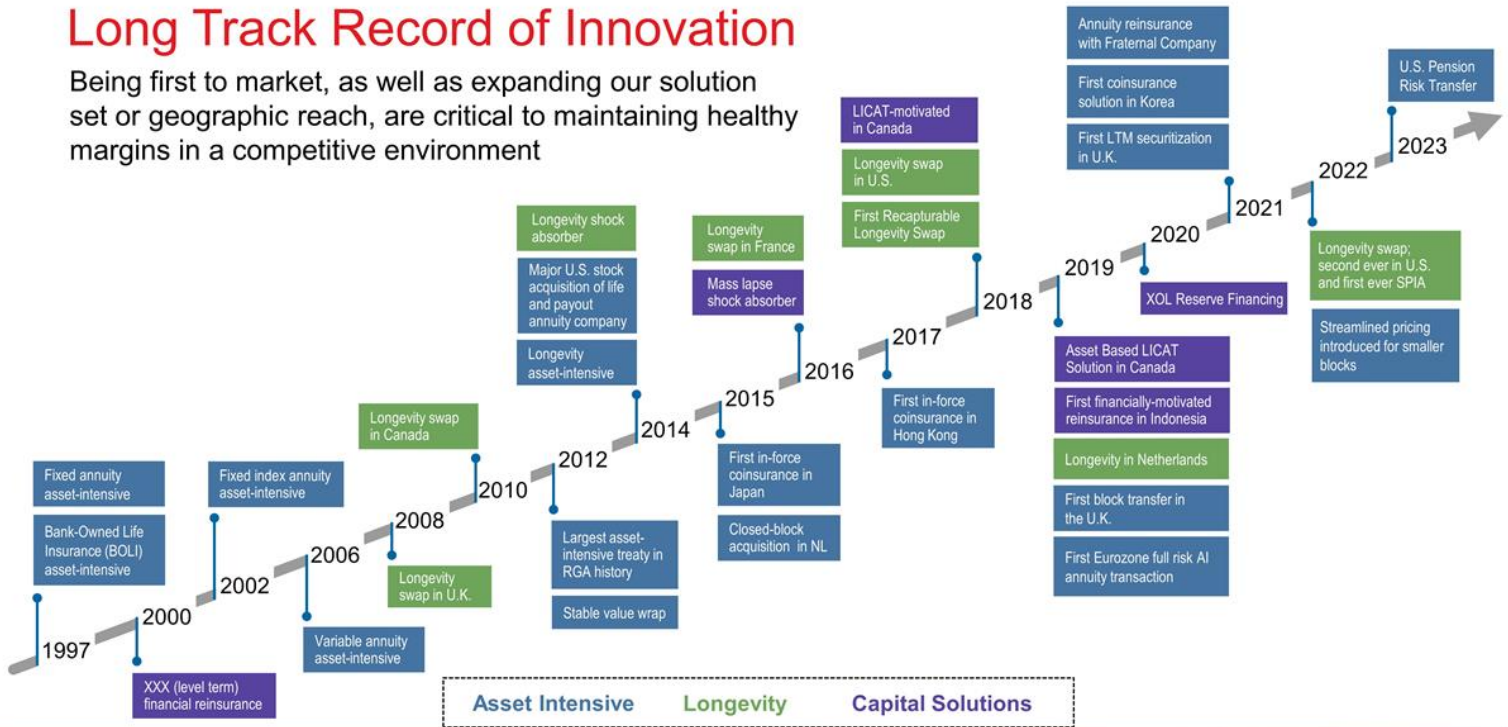 Long Track Record of Innovation
Being first to market, as well as expanding our solution
set or geographic reach, are critical to maintaining healthy
margins in a competitive environment
Fixed annuity
asset-intensive
Bank-Owned Life
Insurance (BOLI)
asset-intensive
1997
2000
XXX (level term)
financial reinsurance
Fixed index annuity
asset-intensive
2002
2006
Variable annuity
asset-intensive
2008
Longevity
swap in U.K.
Longevity swap
in Canada
2010
2012
Largest asset-
intensive treaty in
RGA history
Stable value wrap
Longevity shock
absorber
Major U.S. stock
acquisition of life
and payout
annuity company
Longevity
asset-intensive
2014
2015
First in-force
coinsurance in
Japan
Closed-block
acquisition in NL
Longevity
swap in France
Mass lapse
shock absorber
2016
2017
First in-force
coinsurance in
Hong Kong
LICAT-motivated
in Canada
Longevity swap
in U.S.
First Recapturable
Longevity Swap
2018
2019
Asset Based LICAT
Solution in Canada
First financially-motivated
reinsurance in Indonesia
Longevity in Netherlands
First block transfer in
the U.K.
First Eurozone full risk AI
annuity transaction
2020
XOL Reserve Financing
Annuity reinsurance
with Fraternal Company
First coinsurance
solution in Korea
First LTM securitization
in U.K.
2021
2022
Longevity swap;
second ever in U.S.
and first ever SPIA
Streamlined pricing
introduced for smaller
blocks
U.S. Pension
Risk Transfer
2023
Asset Intensive Longevity Capital Solutions